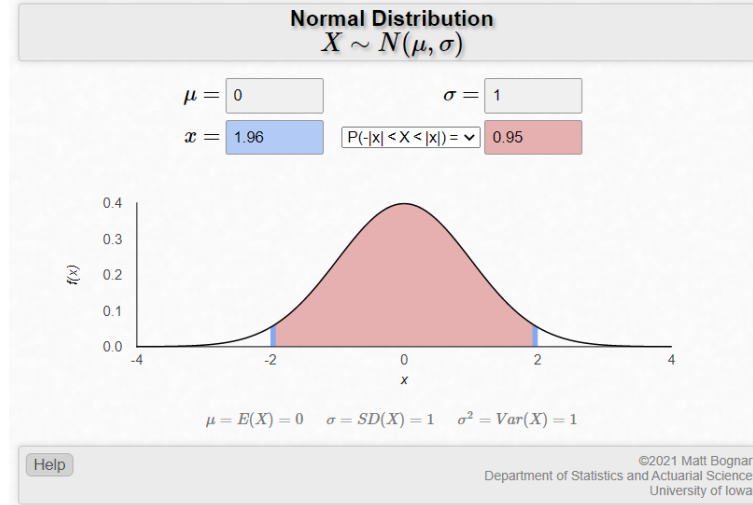 Normal Distribution
X ∼ N(μ, σ)
μ = 0 σ = 1
x = 1.96 P(-|x| < X < |x|) = 0.95
0.4
0.3
f(x)
0.2
0.1
0.0
-4 -2 0 2 4
x
μ = E(X) = 0 σ = SD(X) = 1 σ² = Var(X) = 1
Help
©2021 Matt Bognar
Department of Statistics and Actuarial Science
University of Iowa